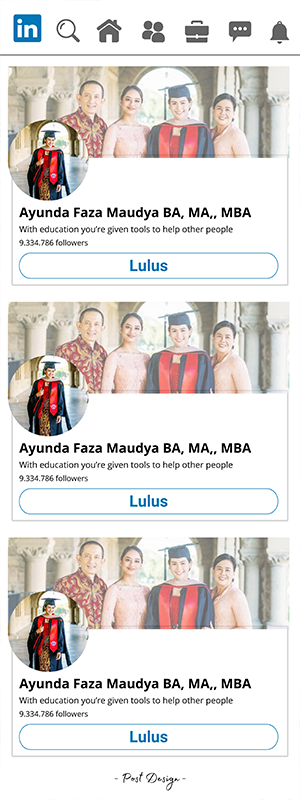 in
Ayunda Faza Maudya BA, MA,, MBA
With education you're given tools to help other people
9.334.786 followers
Lulus
Ayunda Faza Maudya BA, MA,, MBA
With education you're given tools to help other people
9.334.786 followers
Lulus
Ayunda Faza Maudya BA, MA,, MBA
With education you're given tools to help other people
9.334.786 followers
Lulus
- Post Design -